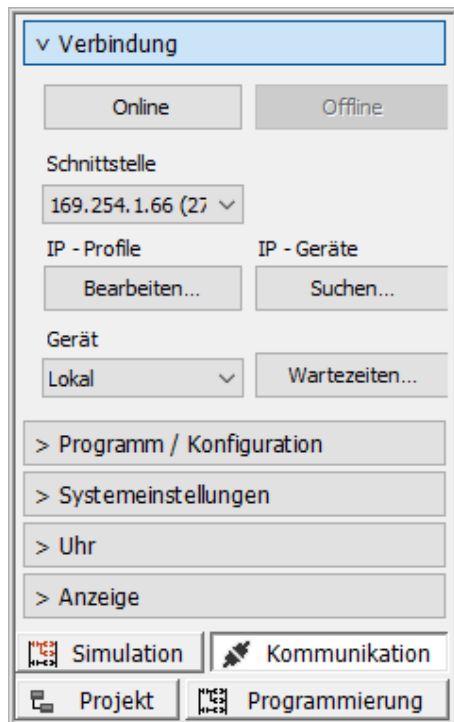 v Verbindung
Online Offline
Schnittstelle
169.254.1.66 (27
IP - Profile IP - Geräte
Bearbeiten... Suchen...
Gerät
Lokal Wartezeiten...
> Programm / Konfiguration
> Systemeinstellungen
> Uhr
> Anzeige
Simulation Kommunikation
Projekt Programmierung